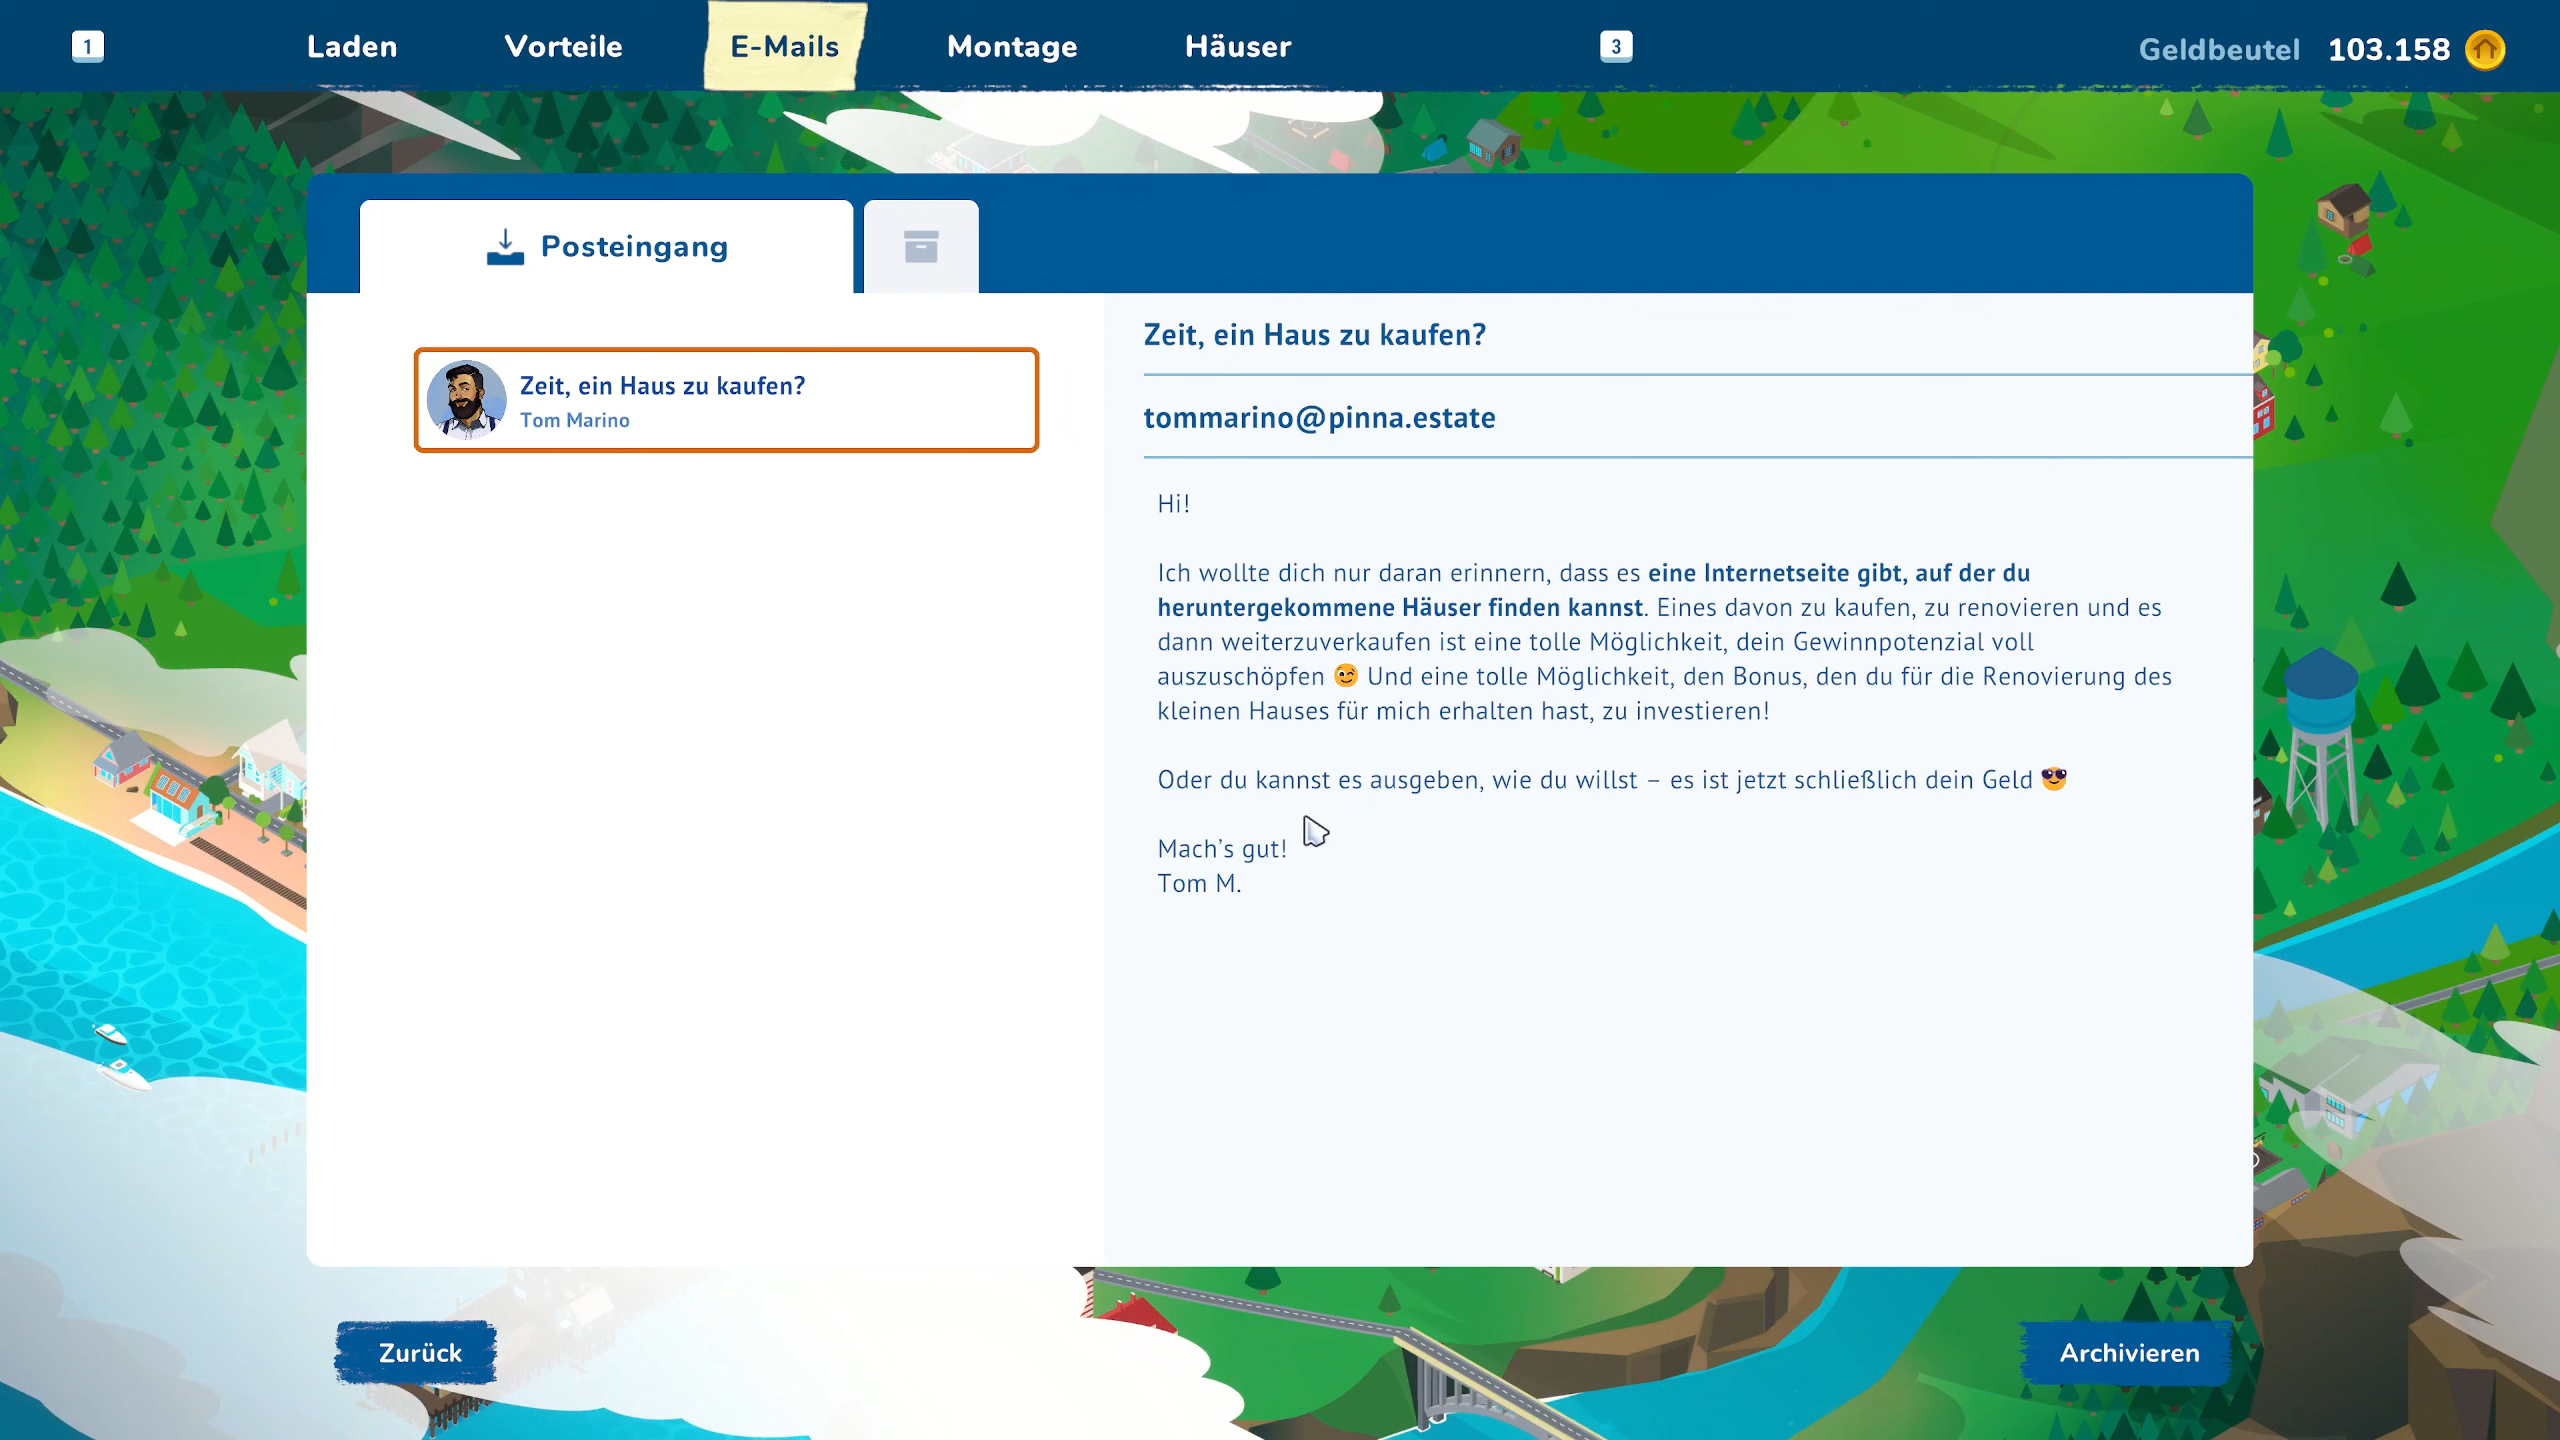 1
Laden
Vorteile
E-Mails
Montage
Häuser
3
Geldbeutel 103.158
Posteingang
Zeit, ein Haus zu kaufen?
Tom Marino
Zeit, ein Haus zu kaufen?
tommarino@pinna.estate
Hi!
Ich wollte dich nur daran erinnern, dass es eine Internetseite gibt, auf der du
heruntergekommene Häuser finden kannst. Eines davon zu kaufen, zu renovieren und es
dann weiterzuverkaufen ist eine tolle Möglichkeit, dein Gewinnpotenzial voll
auszuschöpfen 😉 Und eine tolle Möglichkeit, den Bonus, den du für die Renovierung des
kleinen Hauses für mich erhalten hast, zu investieren!
Oder du kannst es ausgeben, wie du willst – es ist jetzt schließlich dein Geld 😎
Mach's gut!
Tom M.
Zurück
Archivieren